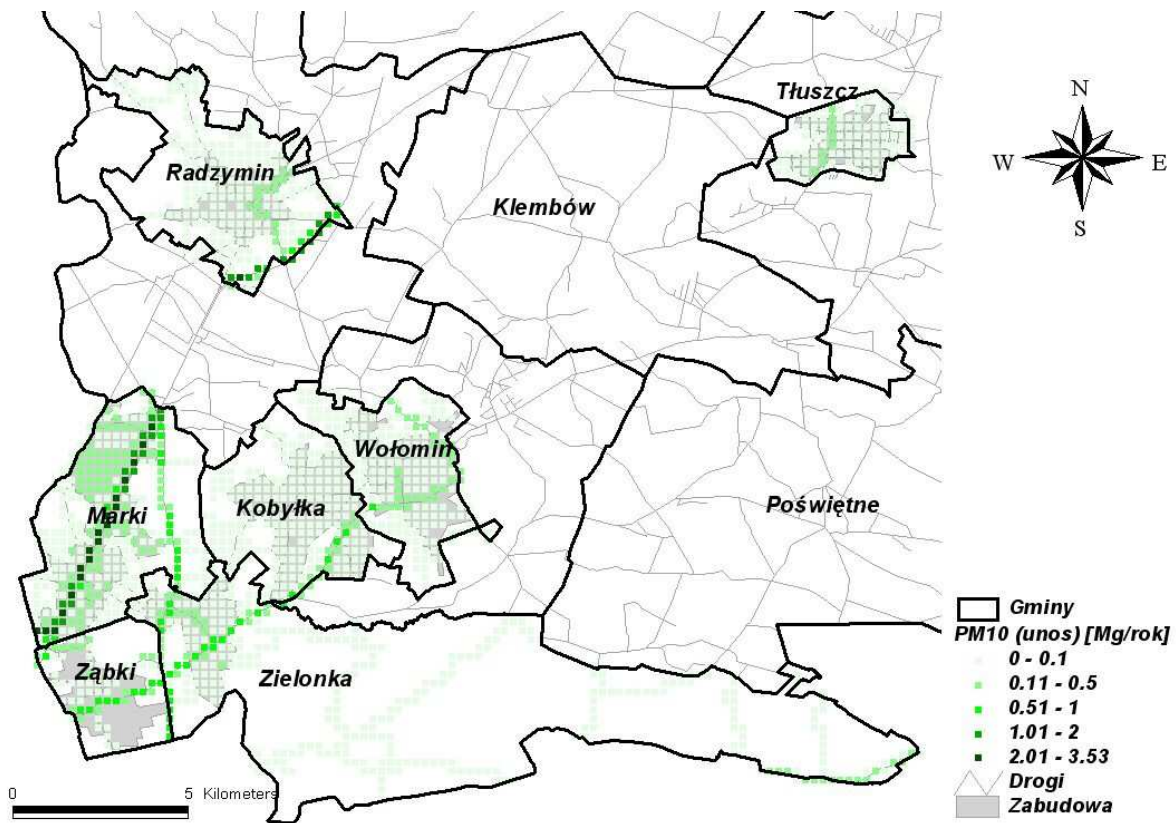 Tłuszcz
N
W E
S
Radzymin
Klembów
Wołomin
Kobyłka
Poświętne
Marki
Ząbki
Zielonka
0 5 Kilometers
Gminy
PM10 (unos) [Mg/rok]
0 - 0.1
0.11 - 0.5
0.51 - 1
1.01 - 2
2.01 - 3.53
Drogi
Zabudowa